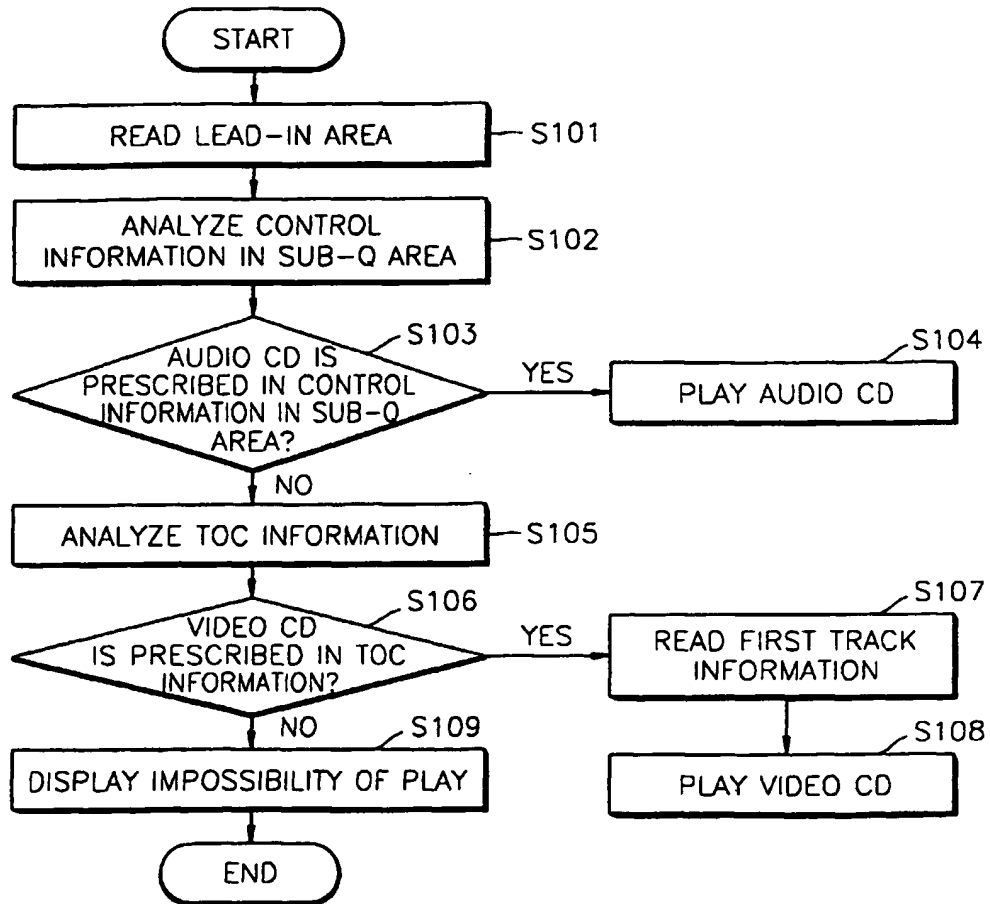 START
READ LEAD-IN AREA
S101
ANALYZE CONTROL
INFORMATION IN SUB-Q AREA
S102
S103
AUDIO CD IS
PRESCRIBED IN CONTROL
INFORMATION IN SUB-Q
AREA?
YES
S104
PLAY AUDIO CD
NO
ANALYZE TOC INFORMATION
S105
S106
VIDEO CD
IS PRESCRIBED IN TOC
INFORMATION?
YES
S107
READ FIRST TRACK
INFORMATION
NO
S109
DISPLAY IMPOSSIBILITY OF PLAY
S108
PLAY VIDEO CD
END